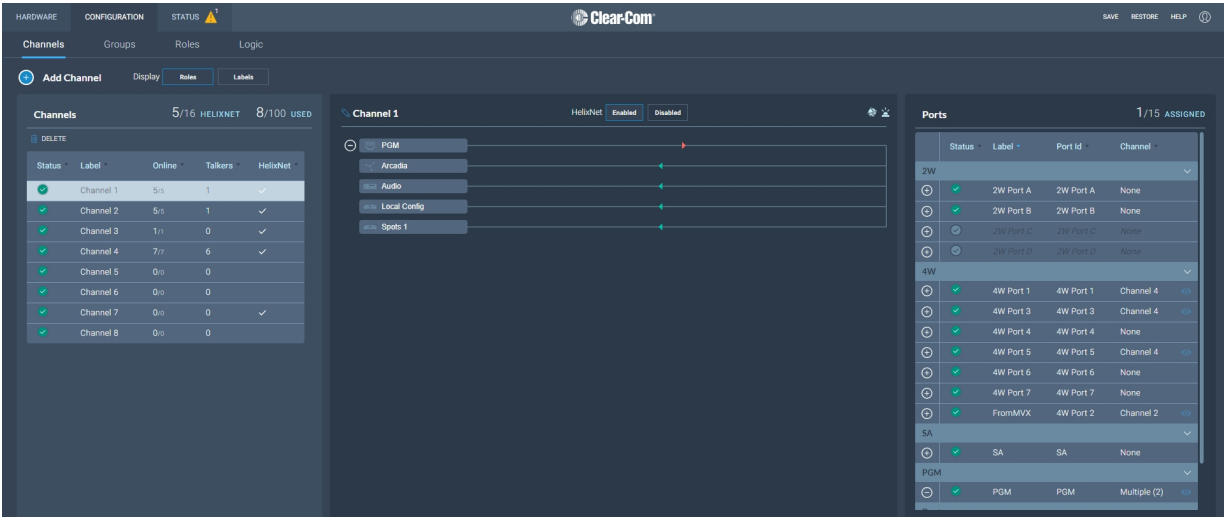 HARDWARE CONFIGURATION STATUS 1 Clear-Com SAVE RESTORE HELP
Channels Groups Roles Logic
Add Channel Display Roles Labels
Channels 5/16 HELIXNET 8/100 USED
DELETE
Status Label Online Talkers HelixNet
Channel 1 5/5 1
Channel 2 5/5 1
Channel 3 1/1 0
Channel 4 7/7 6
Channel 5 0/0 0
Channel 6 0/0 0
Channel 7 0/0 0
Channel 8 0/0 0
Channel 1 HelixNet Enabled Disabled
PGM
Arcadia
Audio
Local Config
Spots 1
Ports 1/15 ASSIGNED
Status Label Port Id Channel
2W
2W Port A 2W Port A None
2W Port B 2W Port B None
2W Port C 2W Port C None
2W Port D 2W Port D None
4W
4W Port 1 4W Port 1 Channel 4
4W Port 3 4W Port 3 Channel 4
4W Port 4 4W Port 4 None
4W Port 5 4W Port 5 Channel 4
4W Port 6 4W Port 6 None
4W Port 7 4W Port 7 None
FromMVX 4W Port 2 Channel 2
SA
SA SA None
PGM
PGM PGM Multiple (2)